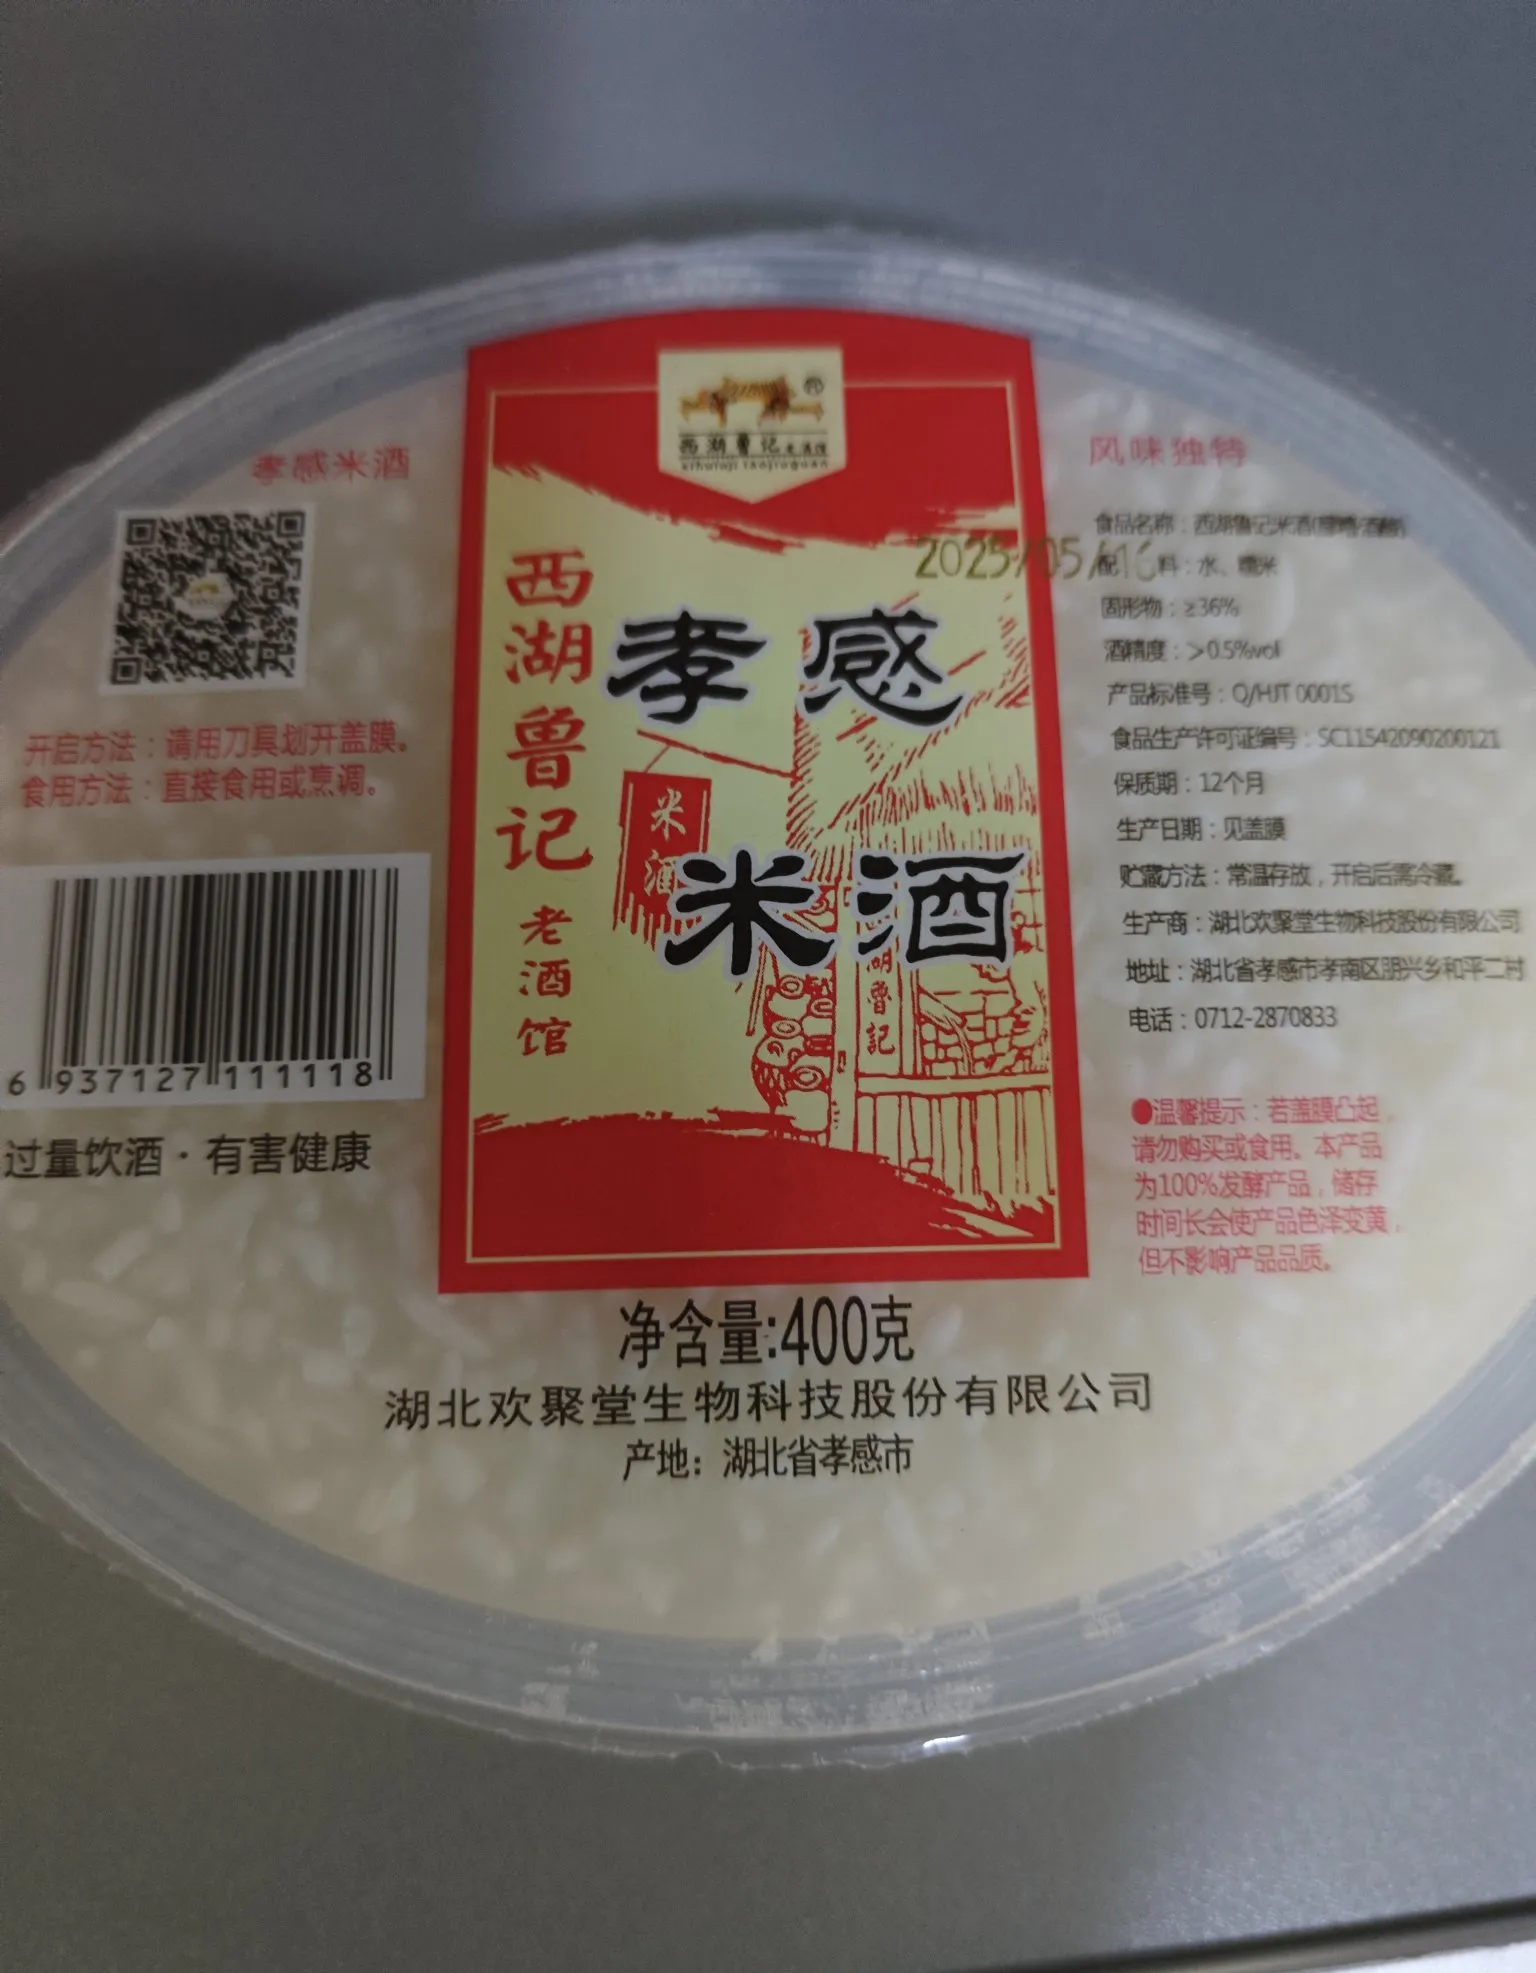 西湖鲁记老酒馆
孝感米酒
风味独特
西湖鲁记 老酒馆
孝感
米酒
米酒
湖鲁記
开启方法：请用刀具划开盖膜。
食用方法：直接食用或烹调。
6 937127 111118
过量饮酒·有害健康
2025/05/16
食品名称：西湖鲁记米酒
配 料：水、糯米
固形物：≥36%
酒精度：＞0.5%vol
产品标准号：Q/HJT 0001S
食品生产许可证编号：SC11542090200121
保质期：12个月
生产日期：见盖膜
贮藏方法：常温存放，开启后需冷藏。
生产商：湖北欢聚堂生物科技股份有限公司
地址：湖北省孝感市孝南区朋兴乡和平二村
电话：0712-2870833
●温馨提示：若盖膜凸起，
请勿购买或食用。本产品
为100%发酵产品，储存
时间长会使产品色泽变黄，
但不影响产品品质。
净含量:400克
湖北欢聚堂生物科技股份有限公司
产地：湖北省孝感市